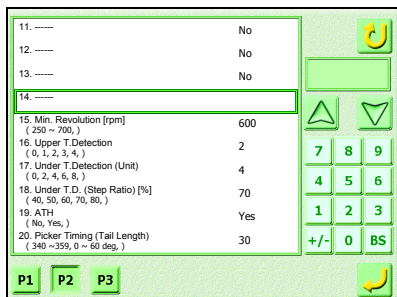 11. ------ No
12. ------ No
13. ------ No
14. ------
15. Min. Revolution [rpm] 600
( 250 ~ 700, )
16. Upper T.Detection 2
( 0, 1, 2, 3, 4, )
17. Under T.Detection (Unit) 4
( 0, 2, 4, 6, 8, )
18. Under T.D. (Step Ratio) [%] 70
( 40, 50, 60, 70, 80, )
19. ATH Yes
( No, Yes, )
20. Picker Timing (Tail Length) 30
( 340 ~359, 0 ~ 60 deg, )
7 8 9
4 5 6
1 2 3
+/- 0 BS
P1 P2 P3